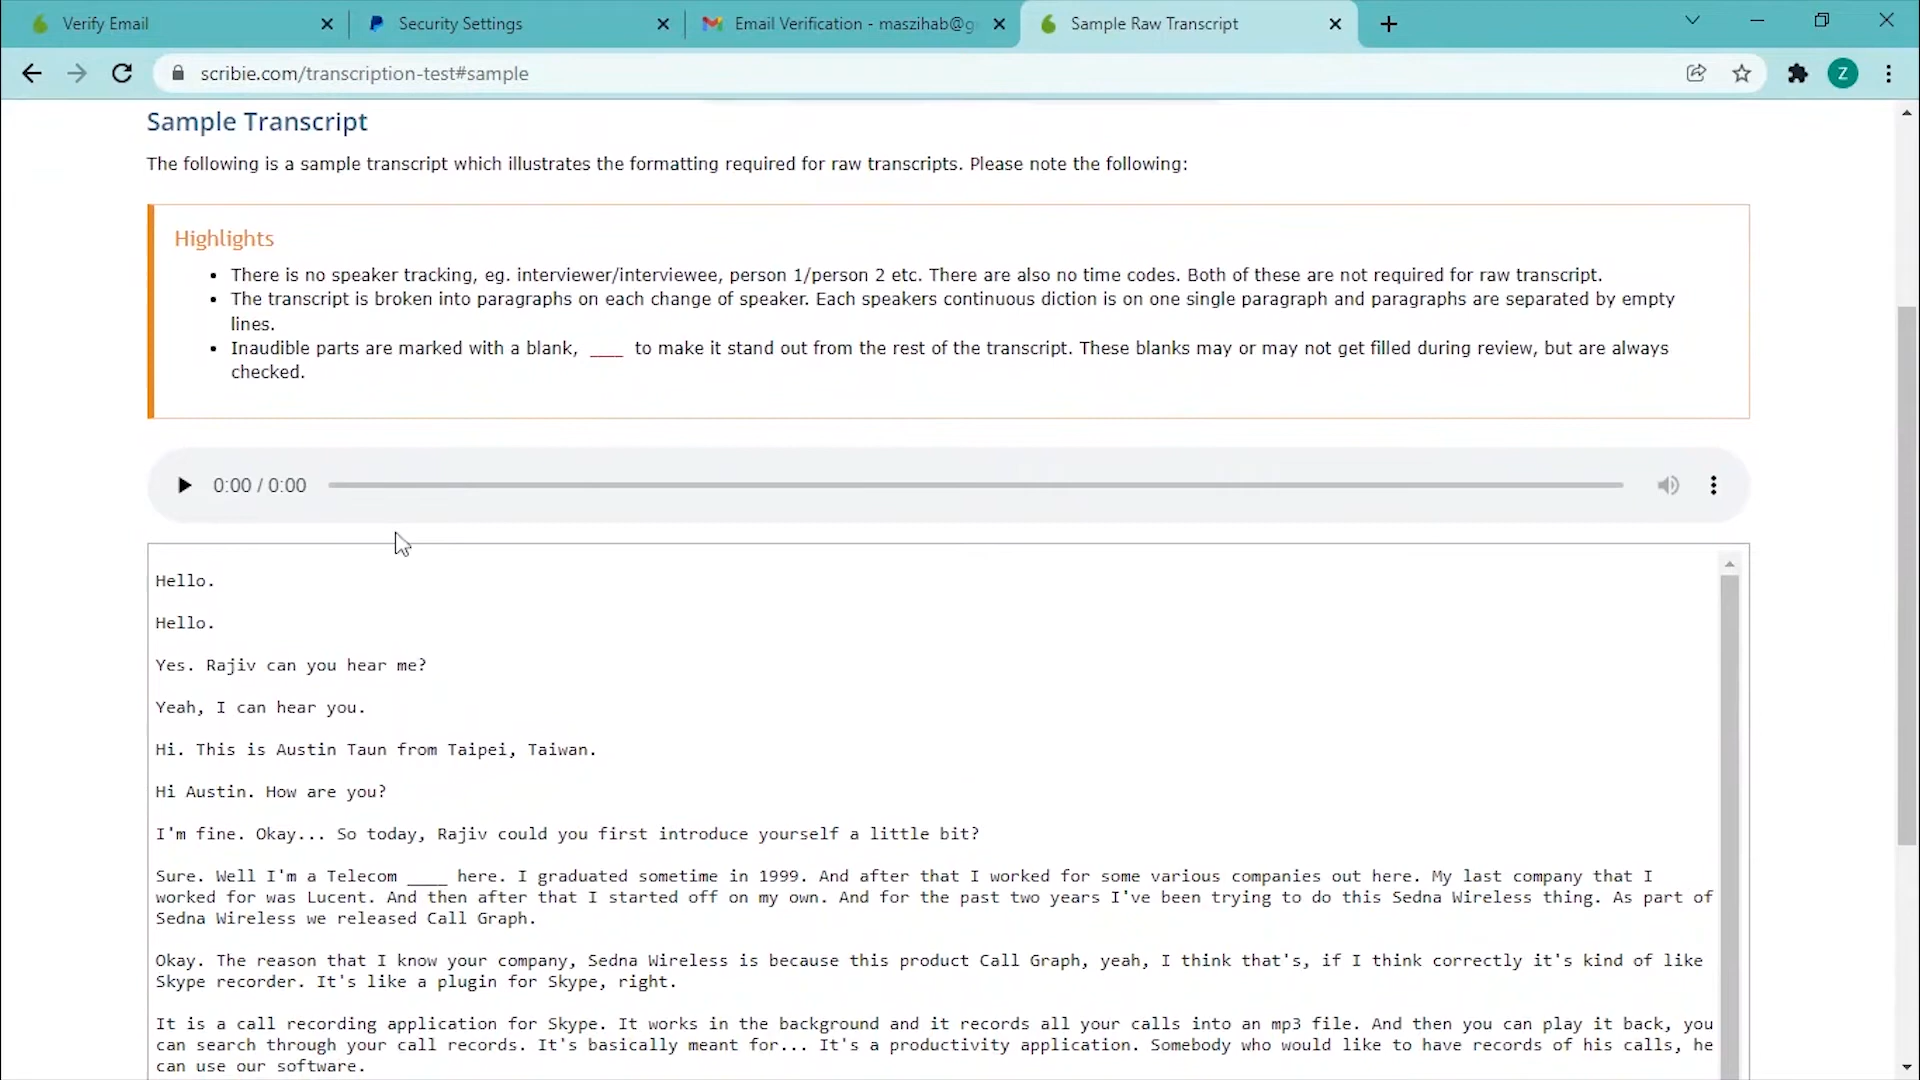 Verify Email
Security Settings
Email Verification - maszihab@g
Sample Raw Transcript
scribie.com/transcription-test#sample
Z
Sample Transcript
The following is a sample transcript which illustrates the formatting required for raw transcripts. Please note the following:
Highlights
• There is no speaker tracking, eg. interviewer/interviewee, person 1/person 2 etc. There are also no time codes. Both of these are not required for raw transcript.
• The transcript is broken into paragraphs on each change of speaker. Each speakers continuous diction is on one single paragraph and paragraphs are separated by empty
lines.
• Inaudible parts are marked with a blank, ____ to make it stand out from the rest of the transcript. These blanks may or may not get filled during review, but are always
checked.
0:00 / 0:00
Hello.
Hello.
Yes. Rajiv can you hear me?
Yeah, I can hear you.
Hi. This is Austin Taun from Taipei, Taiwan.
Hi Austin. How are you?
I'm fine. Okay... So today, Rajiv could you first introduce yourself a little bit?
Sure. Well I'm a Telecom ____ here. I graduated sometime in 1999. And after that I worked for some various companies out here. My last company that I
worked for was Lucent. And then after that I started off on my own. And for the past two years I've been trying to do this Sedna Wireless thing. As part of
Sedna Wireless we released Call Graph.
Okay. The reason that I know your company, Sedna Wireless is because this product Call Graph, yeah, I think that's, if I think correctly it's kind of like
Skype recorder. It's like a plugin for Skype, right.
It is a call recording application for Skype. It works in the background and it records all your calls into an mp3 file. And then you can play it back, you
can search through your call records. It's basically meant for... It's a productivity application. Somebody who would like to have records of his calls, he
can use our software.